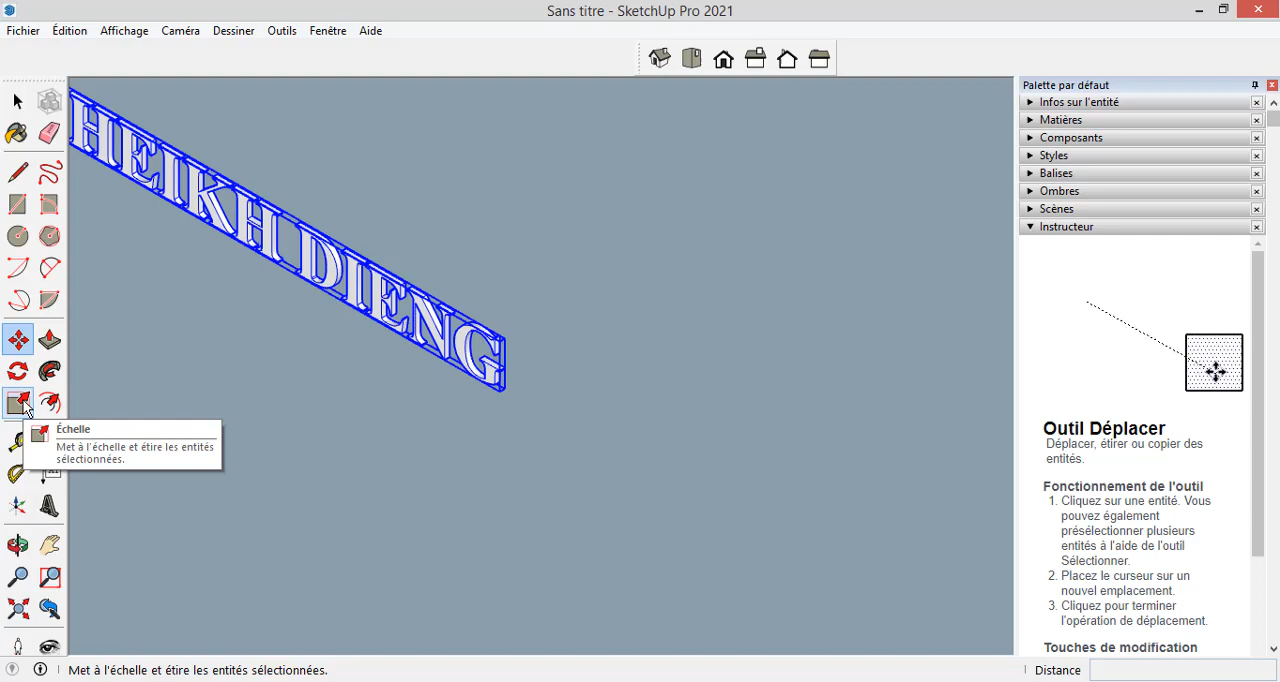 Sans titre - SketchUp Pro 2021
Fichier Édition Affichage Caméra Dessiner Outils Fenêtre Aide
Palette par défaut
Infos sur l'entité
Matières
Composants
Styles
Balises
Ombres
Scènes
Instructeur
HEIKH DIENG
Échelle
Met à l'échelle et étire les entités
sélectionnées.
Outil Déplacer
Déplacer, étirer ou copier des
entités.
Fonctionnement de l'outil
1. Cliquez sur une entité. Vous
pouvez également
présélectionner plusieurs
entités à l'aide de l'outil
Sélectionner.
2. Placez le curseur sur un
nouvel emplacement.
3. Cliquez pour terminer
l'opération de déplacement.
Touches de modification
Met à l'échelle et étire les entités sélectionnées.
Distance